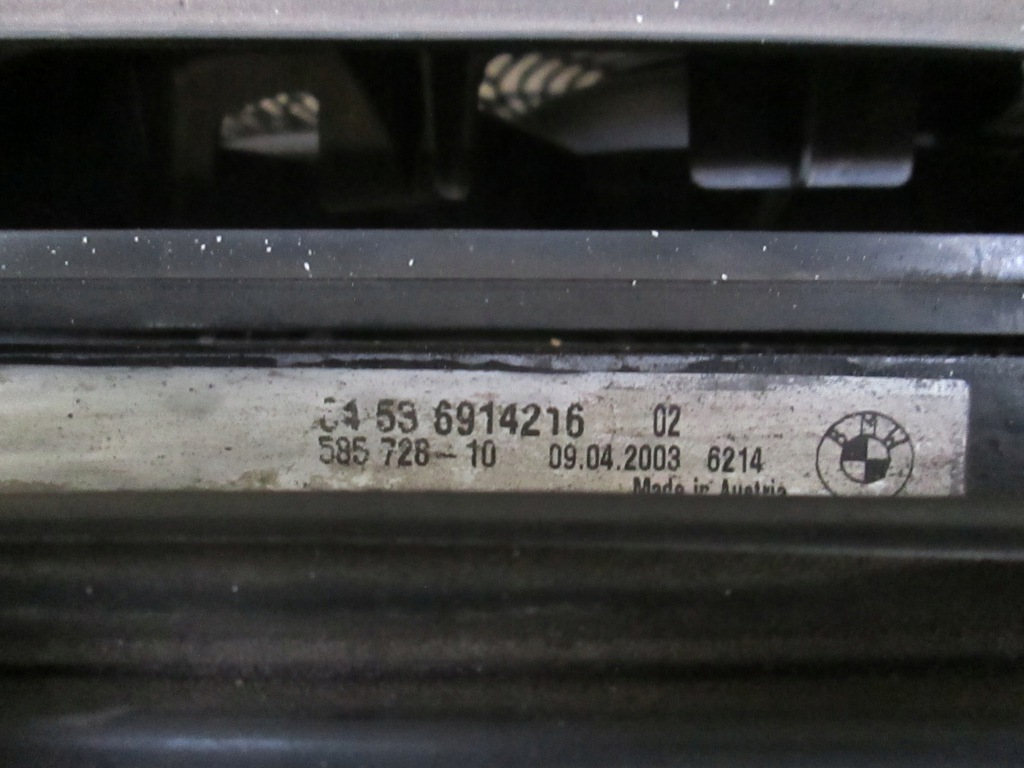 64 53 6914216 02
585 728-10 09.04.2003 6214
Made in Austria
BMW